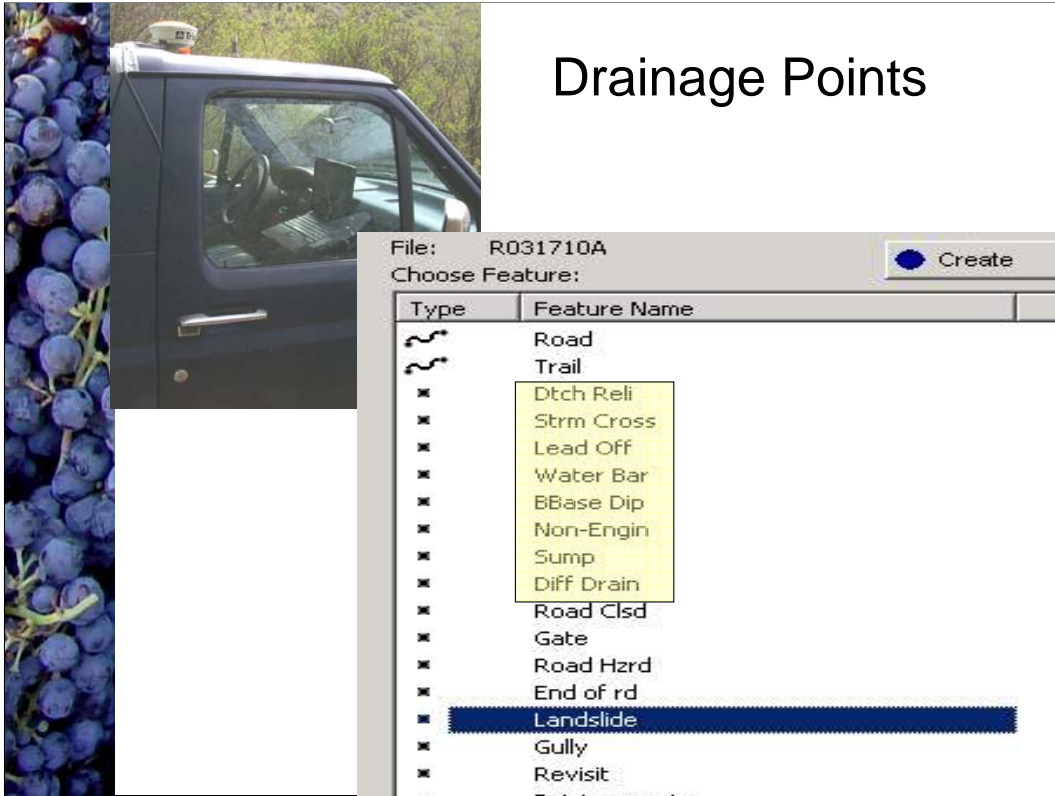 Drainage Points
File: R031710A
Create
Choose Feature:
Type Feature Name
Road
Trail
Dtch Reli
Strm Cross
Lead Off
Water Bar
BBase Dip
Non-Engin
Sump
Diff Drain
Road Clsd
Gate
Road Hzrd
End of rd
Landslide
Gully
Revisit